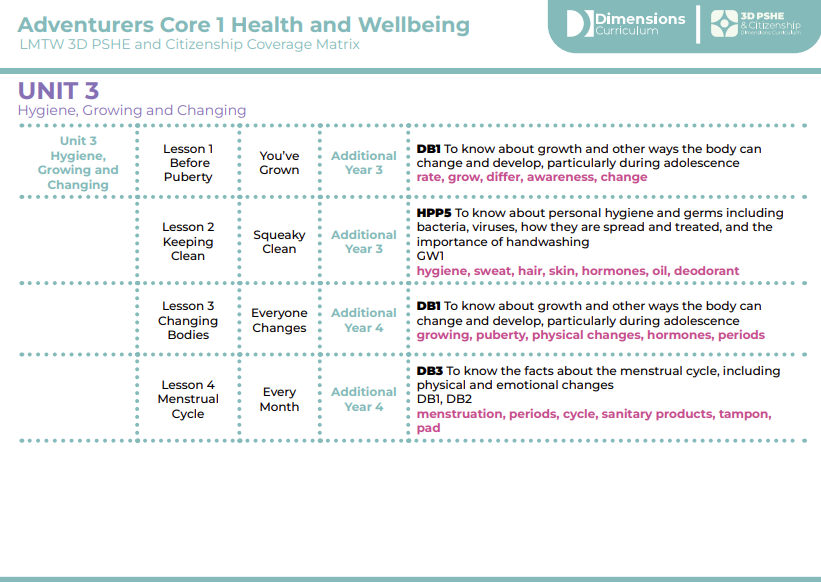 Adventurers Core 1 Health and Wellbeing
LMTW 3D PSHE and Citizenship Coverage Matrix
Dimensions
Curriculum
3D PSHE
& Citizenship
Dimensions Curriculum
UNIT 3
Hygiene, Growing and Changing
Unit 3
Hygiene,
Growing and
Changing
Lesson 1
Before
Puberty
You've
Grown
Additional
Year 3
DB1 To know about growth and other ways the body can
change and develop, particularly during adolescence
rate, grow, differ, awareness, change
Lesson 2
Keeping
Clean
Squeaky
Clean
Additional
Year 3
HPP5 To know about personal hygiene and germs including
bacteria, viruses, how they are spread and treated, and the
importance of handwashing
GW1
hygiene, sweat, hair, skin, hormones, oil, deodorant
Lesson 3
Changing
Bodies
Everyone
Changes
Additional
Year 4
DB1 To know about growth and other ways the body can
change and develop, particularly during adolescence
growing, puberty, physical changes, hormones, periods
Lesson 4
Menstrual
Cycle
Every
Month
Additional
Year 4
DB3 To know the facts about the menstrual cycle, including
physical and emotional changes
DB1, DB2
menstruation, periods, cycle, sanitary products, tampon,
pad